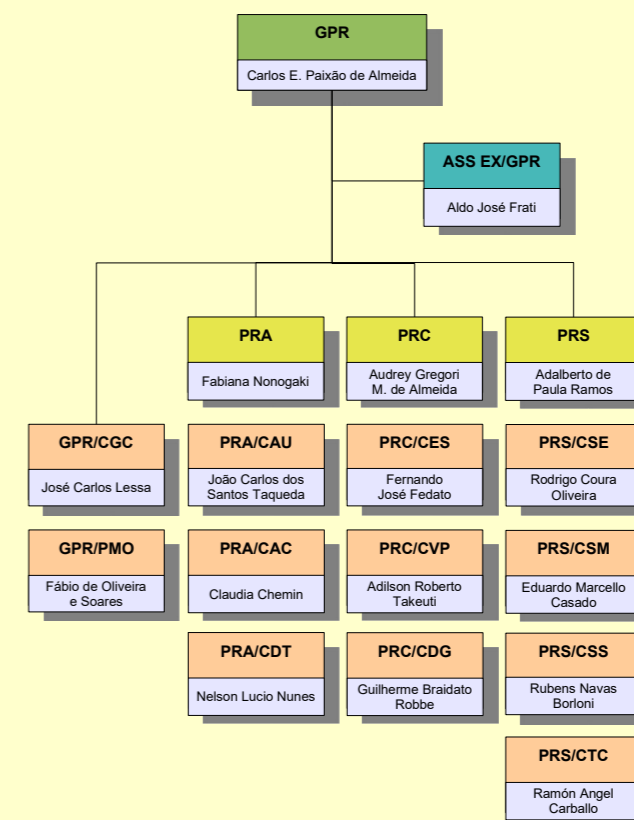 GPR
Carlos E. Paixão de Almeida
ASS EX/GPR
Aldo José Frati
PRA
Fabiana Nonogaki
PRC
Audrey Gregori
M. de Almeida
PRS
Adalberto de
Paula Ramos
GPR/CGC
José Carlos Lessa
PRA/CAU
João Carlos dos
Santos Taqueda
PRC/CES
Fernando
José Fedato
PRS/CSE
Rodrigo Coura
Oliveira
GPR/PMO
Fábio de Oliveira
e Soares
PRA/CAC
Claudia Chemin
PRC/CVP
Adilson Roberto
Takeuti
PRS/CSM
Eduardo Marcello
Casado
PRA/CDT
Nelson Lucio Nunes
PRC/CDG
Guilherme Braidato
Robbe
PRS/CSS
Rubens Navas
Borloni
PRS/CTC
Ramón Angel
Carballo